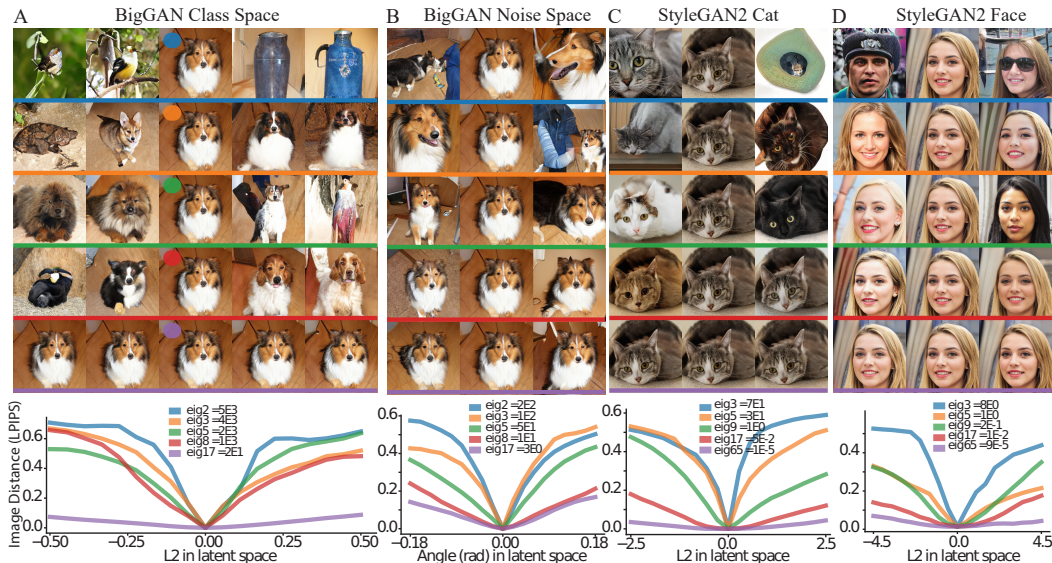 A BigGAN Class Space
B BigGAN Noise Space
C StyleGAN2 Cat
D StyleGAN2 Face
Image Distance (LPIPS)
0.6
0.4
0.2
0.0
eig2 =5E3
eig3 =4E3
eig5 =2E3
eig8 =1E3
eig17 =2E1
−0.50 −0.25 0.00 0.25 0.50
L2 in latent space
0.6
0.4
0.2
0.0
eig2 =2E2
eig3 =1E2
eig5 =5E1
eig8 =1E1
eig17 =3E0
−0.18 0.00 0.18
Angle (rad) in latent space
0.6
0.4
0.2
0.0
eig3 =7E1
eig5 =3E1
eig9 =1E0
eig17 =6E-2
eig65 =1E-5
−2.5 0.0 2.5
L2 in latent space
0.4
0.2
0.0
eig3 =8E0
eig5 =1E0
eig9 =2E-1
eig17 =1E-2
eig65 =9E-5
−4.5 0.0 4.5
L2 in latent space